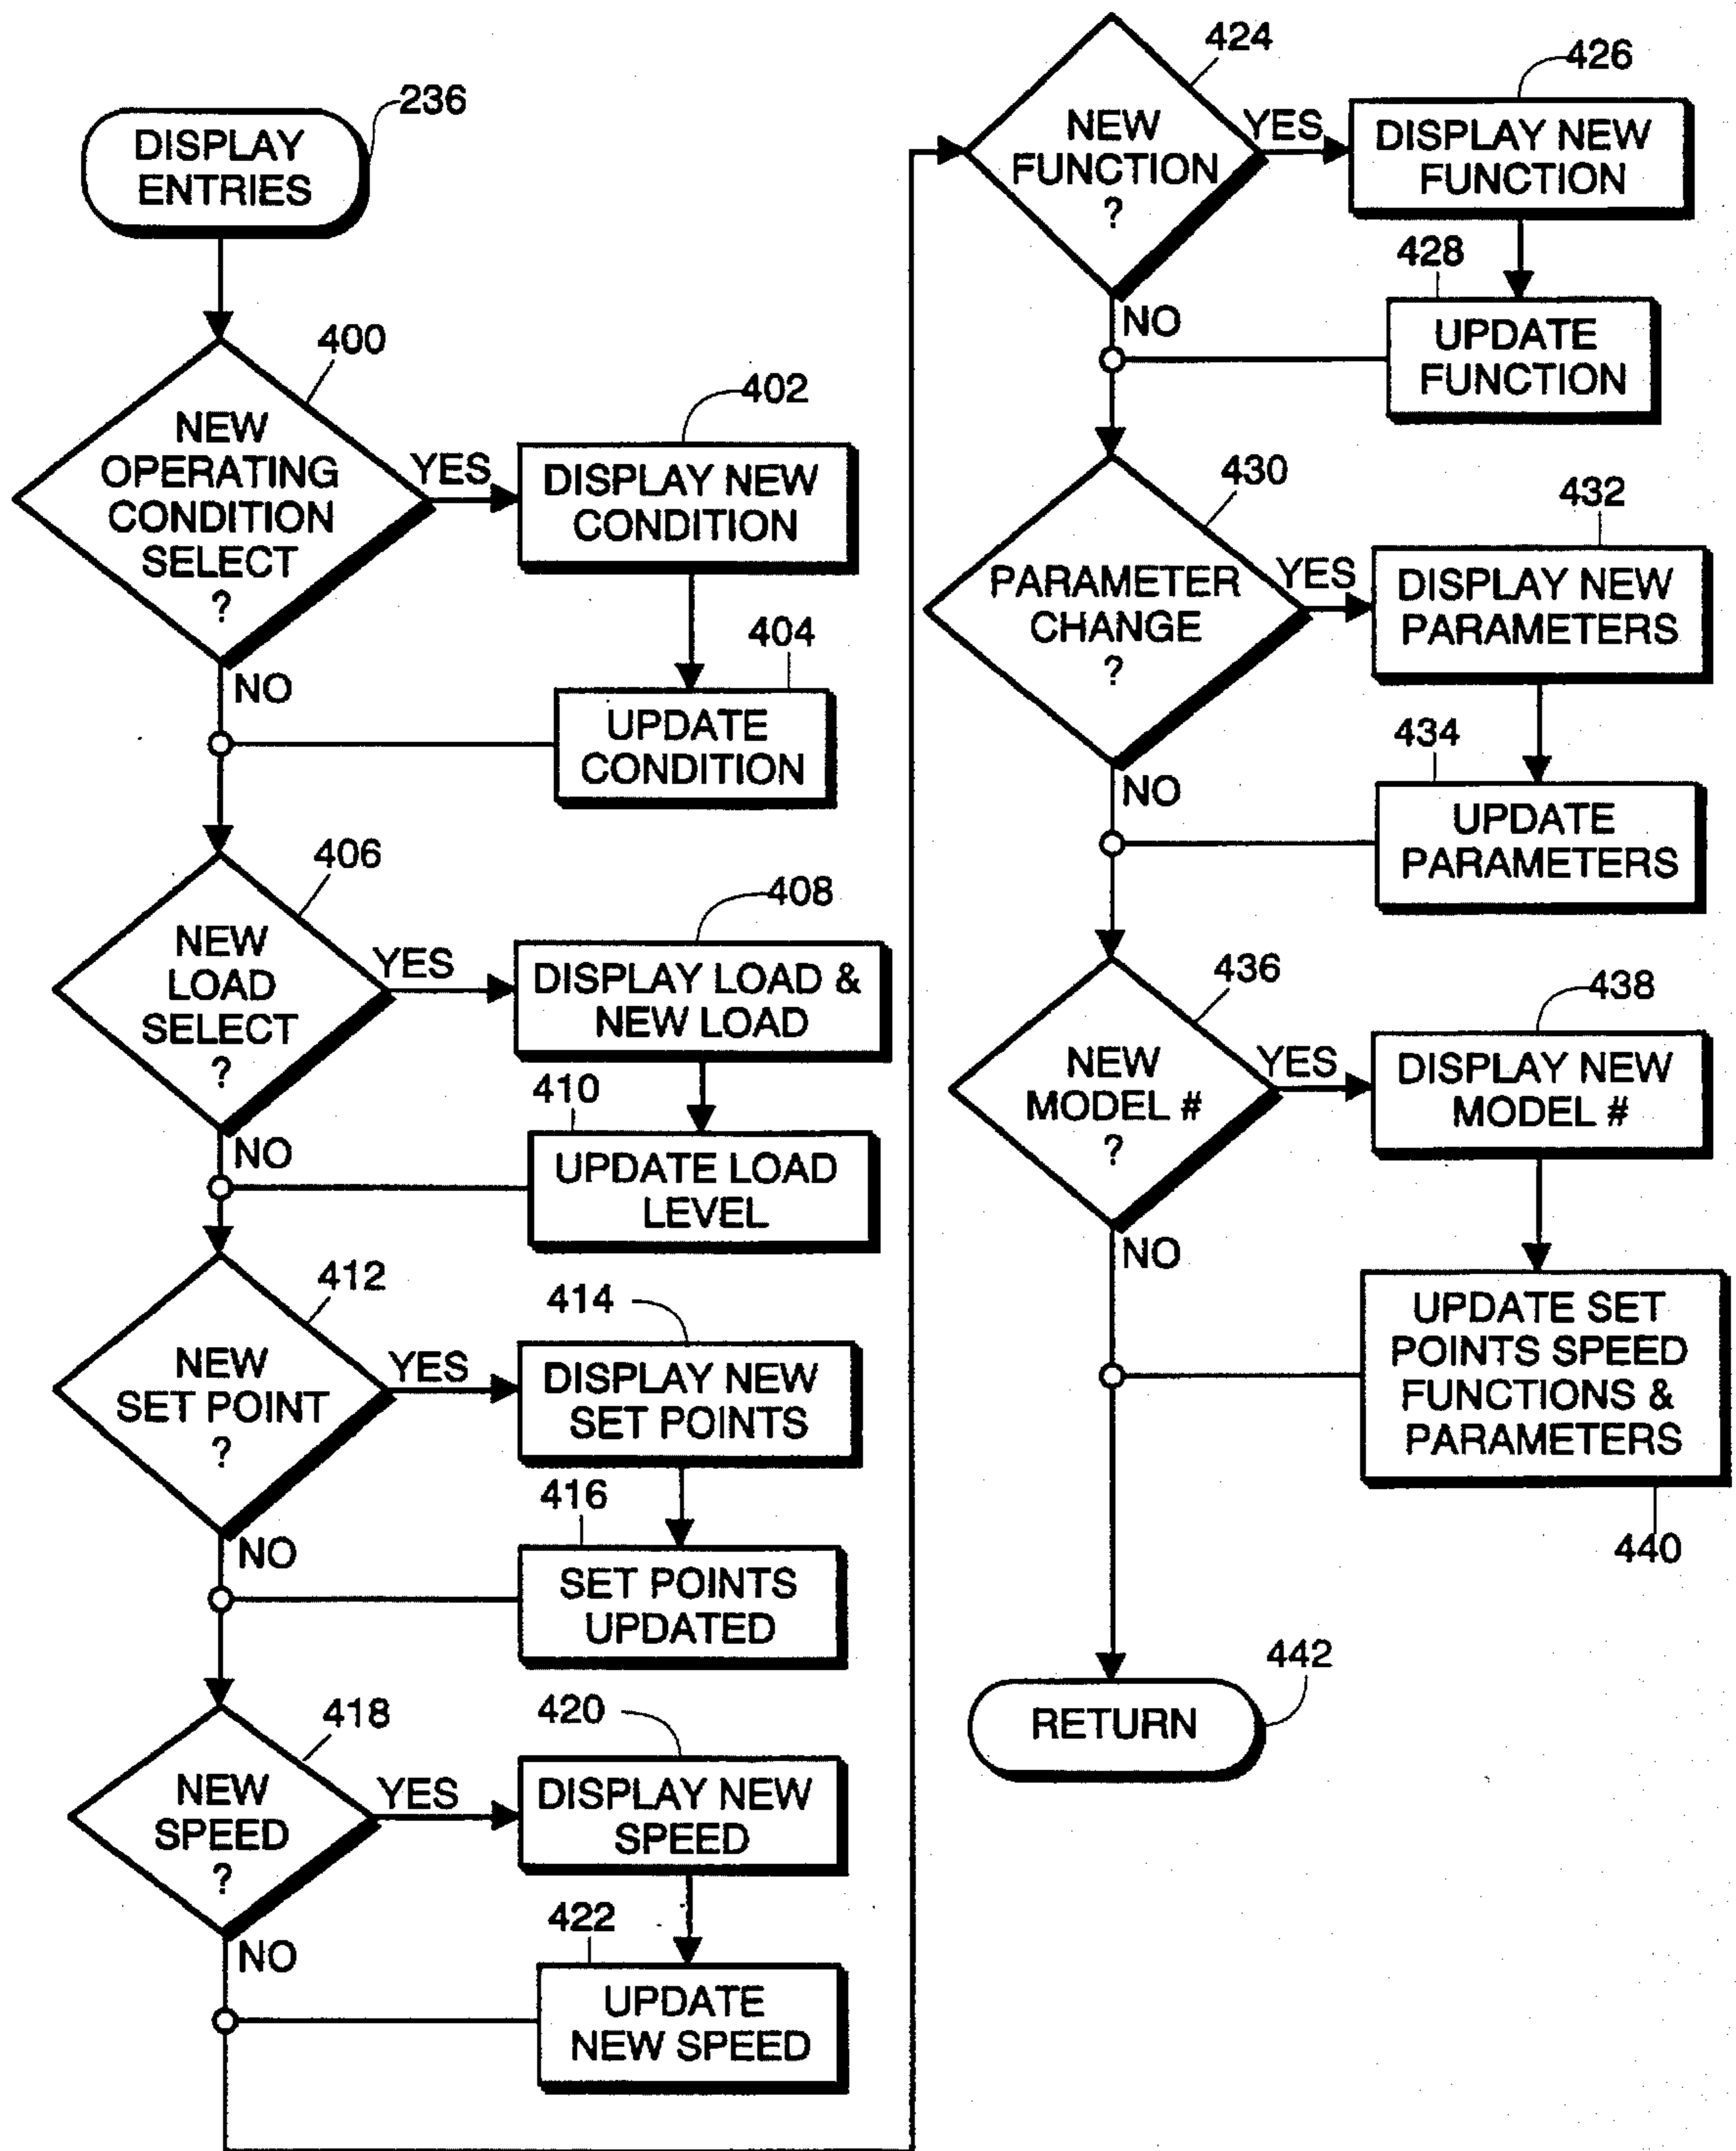 236
DISPLAY
ENTRIES
400
NEW
OPERATING
CONDITION
SELECT
?
YES
NO
402
DISPLAY NEW
CONDITION
404
UPDATE
CONDITION
406
NEW
LOAD
SELECT
?
YES
NO
408
DISPLAY LOAD &
NEW LOAD
410
UPDATE LOAD
LEVEL
412
NEW
SET POINT
?
YES
NO
414
DISPLAY NEW
SET POINTS
416
SET POINTS
UPDATED
418
NEW
SPEED
?
YES
NO
420
DISPLAY NEW
SPEED
422
UPDATE
NEW SPEED
424
NEW
FUNCTION
?
YES
NO
426
DISPLAY NEW
FUNCTION
428
UPDATE
FUNCTION
430
PARAMETER
CHANGE
?
YES
NO
432
DISPLAY NEW
PARAMETERS
434
UPDATE
PARAMETERS
436
NEW
MODEL #
?
YES
NO
438
DISPLAY NEW
MODEL #
UPDATE SET
POINTS SPEED
FUNCTIONS &
PARAMETERS
440
442
RETURN